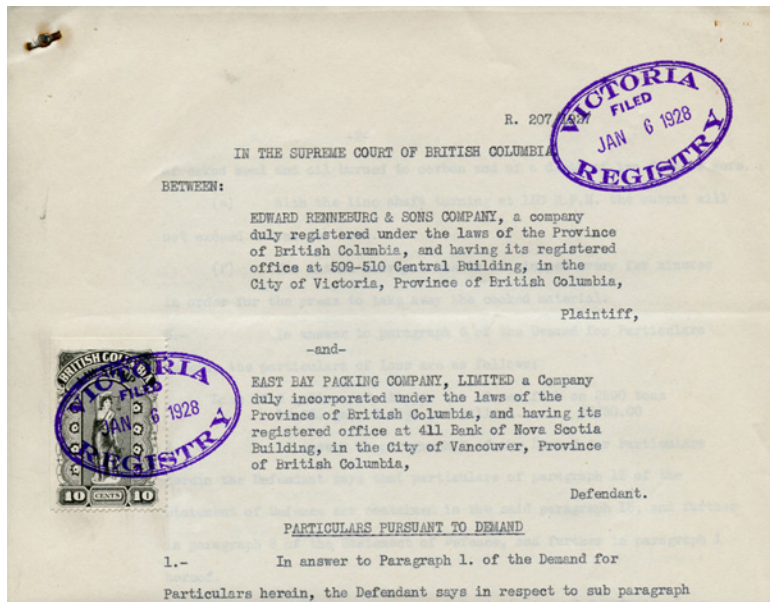 R. 207/1927
VICTORIA
FILED
JAN 6 1928
REGISTRY
IN THE SUPREME COURT OF BRITISH COLUMBIA
BETWEEN:
EDWARD RENNEBURG & SONS COMPANY, a company
duly registered under the laws of the Province
of British Columbia, and having its registered
office at 509-510 Central Building, in the
City of Victoria, Province of British Columbia,
Plaintiff,
-and-
BRITISH COLUMBIA
VICTORIA
FILED
JAN 6 1928
REGISTRY
10 CENTS 10
EAST BAY PACKING COMPANY, LIMITED a Company
duly incorporated under the laws of the
Province of British Columbia, and having its
registered office at 411 Bank of Nova Scotia
Building, in the City of Vancouver, Province
of British Columbia,
Defendant.
PARTICULARS PURSUANT TO DEMAND
1.- In answer to Paragraph 1. of the Demand for
Particulars herein, the Defendant says in respect to sub paragraph